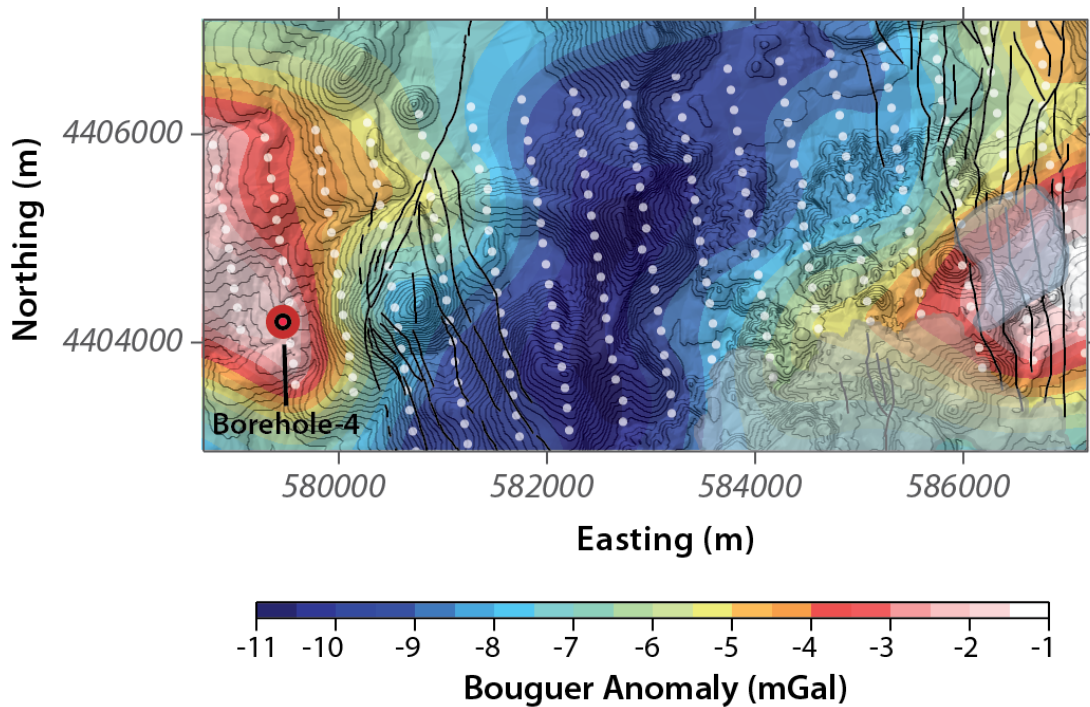 Northing (m)
4406000
4404000
Borehole-4
580000 582000 584000 586000
Easting (m)
-11 -10 -9 -8 -7 -6 -5 -4 -3 -2 -1
Bouguer Anomaly (mGal)